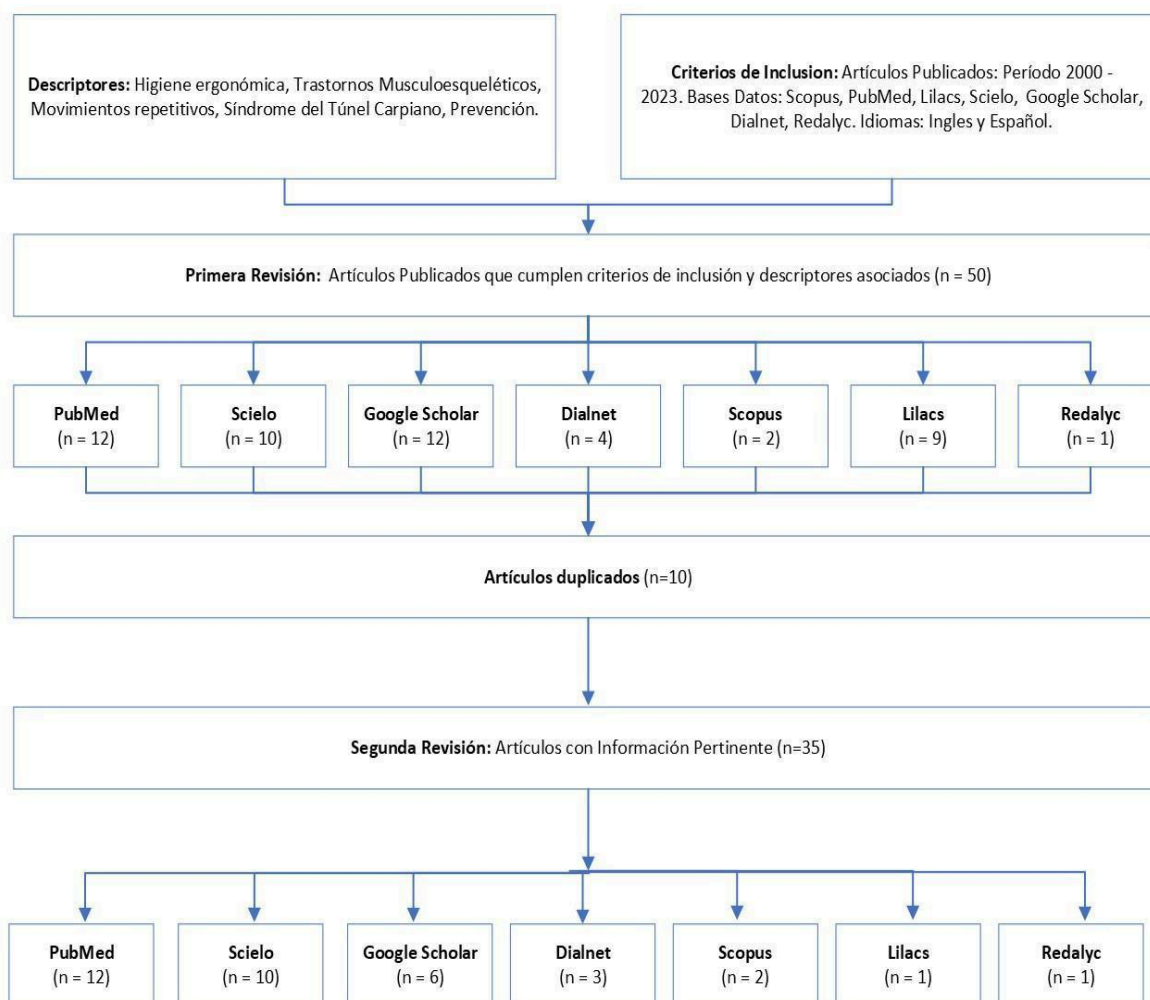 Descriptores: Higiene ergonómica, Trastornos Musculoesqueléticos,
Movimientos repetitivos, Síndrome del Túnel Carpiano, Prevención.
Criterios de Inclusion: Artículos Publicados: Período 2000 -
2023. Bases Datos: Scopus, PubMed, Lilacs, Scielo, Google Scholar,
Dialnet, Redalyc. Idiomas: Ingles y Español.
Primera Revisión: Artículos Publicados que cumplen criterios de inclusión y descriptores asociados (n = 50)
PubMed
(n = 12)
Scielo
(n = 10)
Google Scholar
(n = 12)
Dialnet
(n = 4)
Scopus
(n = 2)
Lilacs
(n = 9)
Redalyc
(n = 1)
Artículos duplicados (n=10)
Segunda Revisión: Artículos con Información Pertinente (n=35)
PubMed
(n = 12)
Scielo
(n = 10)
Google Scholar
(n = 6)
Dialnet
(n = 3)
Scopus
(n = 2)
Lilacs
(n = 1)
Redalyc
(n = 1)